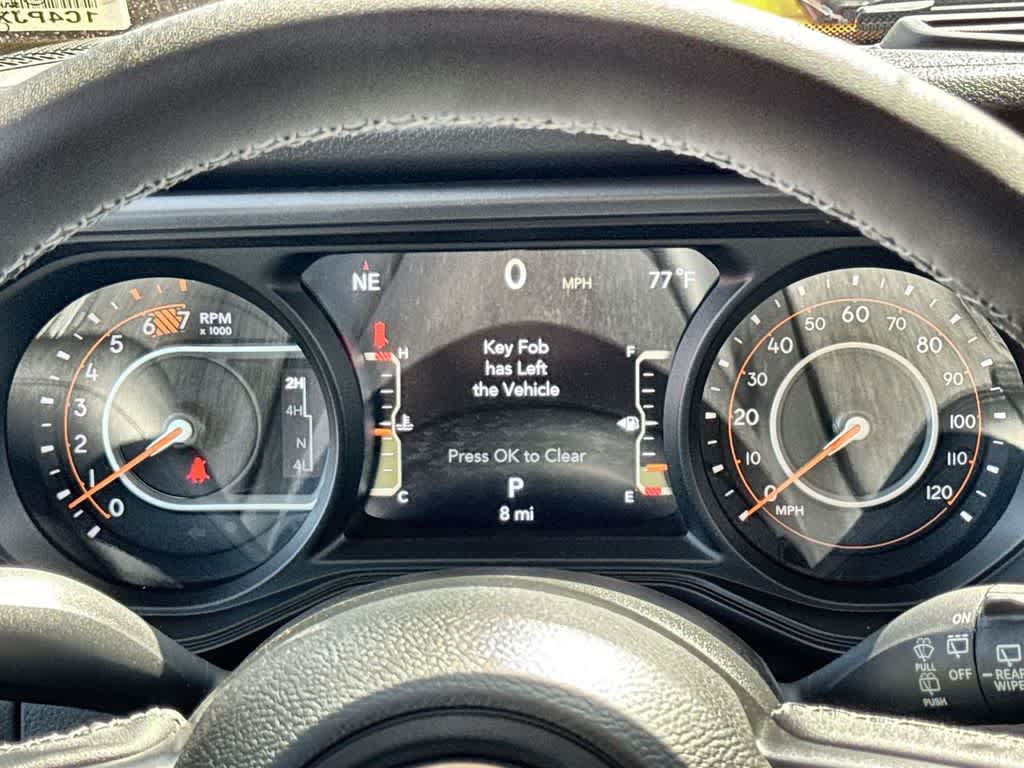 1C4PJX
NE
0
MPH
77°F
Key Fob
has Left
the Vehicle
Press OK to Clear
P
8 mi
H
C
F
E
RPM
x 1000
7
6
5
4
3
2
1
0
2H
4H
N
4L
0
10
20
30
40
50
60
70
80
90
100
110
120
MPH
ON
OFF
PULL
PUSH
REAR
WIPE